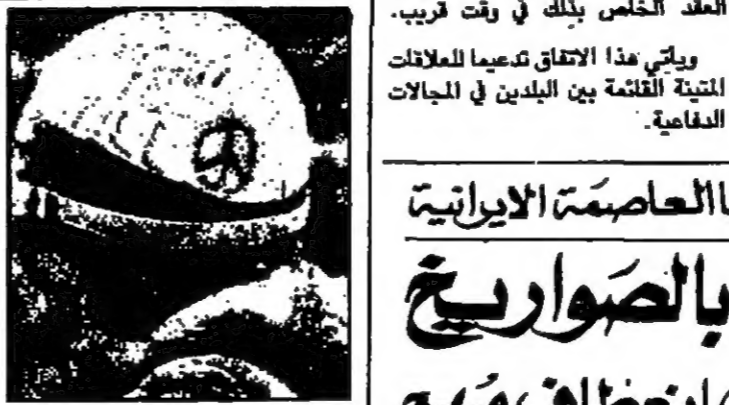 العقد الخاص بذلك في وقت قريب.
ويأتي هذا الاتفاق تدعيما للعلاقات
المتينة القائمة بين البلدين في المجالات
الدفاعية.
العاصمة الايرانية
بالصواريخ